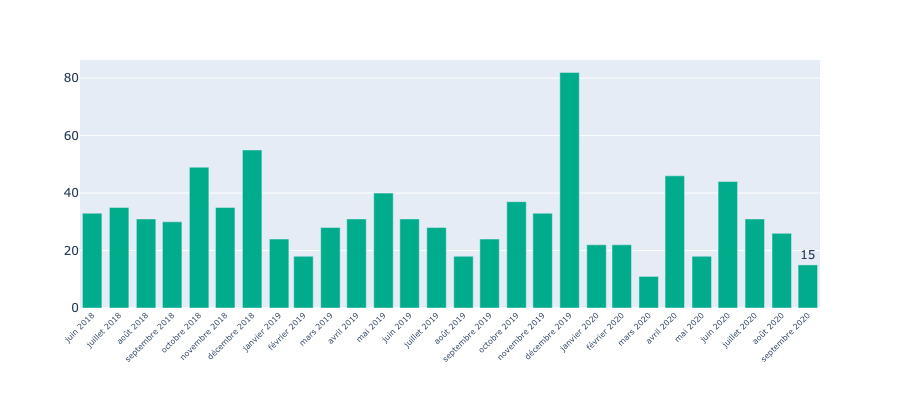 80
60
40
20
0
15
juin 2018
juillet 2018
août 2018
septembre 2018
octobre 2018
novembre 2018
décembre 2018
janvier 2019
février 2019
mars 2019
avril 2019
mai 2019
juin 2019
juillet 2019
août 2019
septembre 2019
octobre 2019
novembre 2019
décembre 2019
janvier 2020
février 2020
mars 2020
avril 2020
mai 2020
juin 2020
juillet 2020
août 2020
septembre 2020